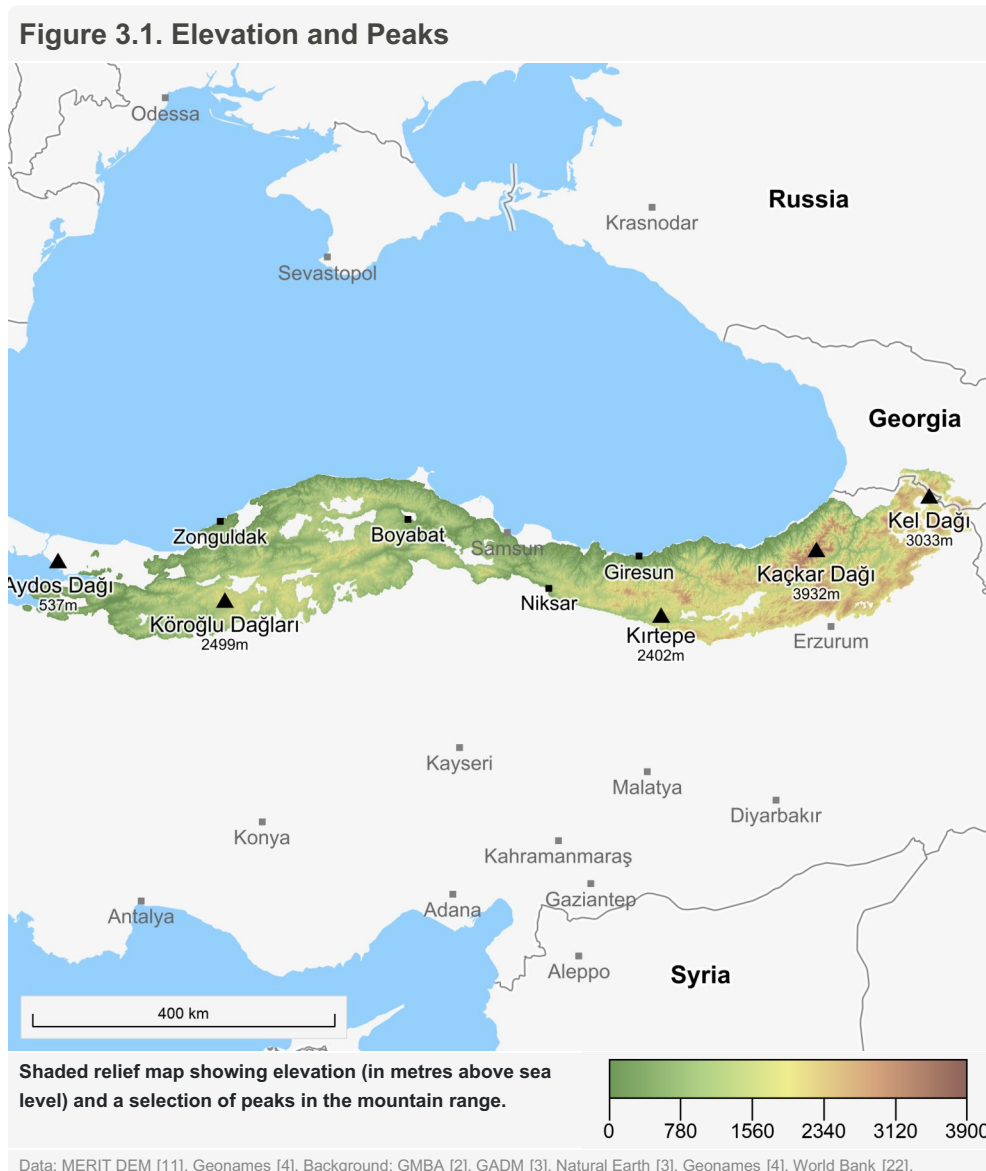 Figure 3.1. Elevation and Peaks
Odessa
Russia
Krasnodar
Sevastopol
Georgia
Kel Dağı
3033m
Zonguldak
Boyabat
Samsun
Giresun
Kaçkar Dağı
3932m
Aydos Dağı
537m
Niksar
Köroğlu Dağları
2499m
Kırtepe
2402m
Erzurum
Kayseri
Malatya
Diyarbakır
Konya
Kahramanmaraş
Gaziantep
Adana
Antalya
Aleppo
Syria
400 km
Shaded relief map showing elevation (in metres above sea
level) and a selection of peaks in the mountain range.
0 780 1560 2340 3120 3900
Data: MERIT DEM [11], Geonames [4]. Background: GMBA [2], GADM [3], Natural Earth [3], Geonames [4], World Bank [22].